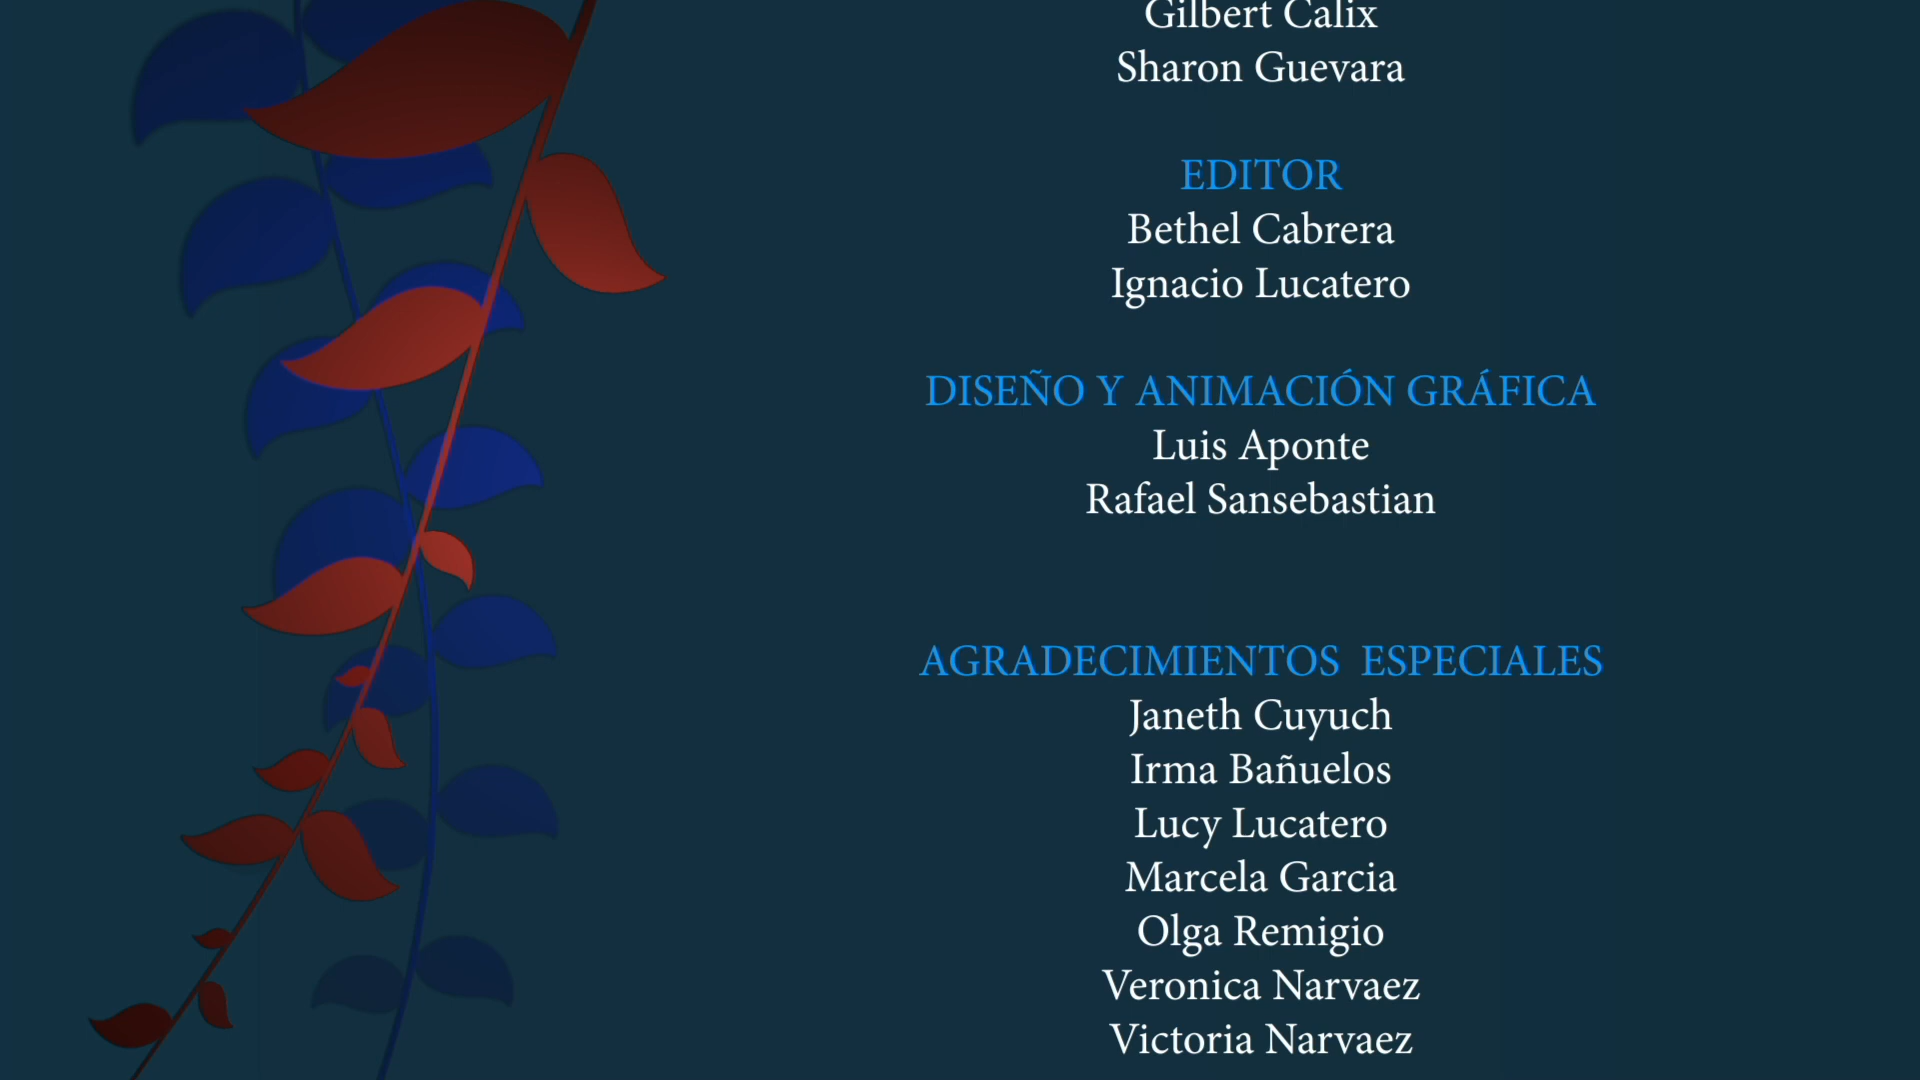 Gilbert Calix
Sharon Guevara
EDITOR
Bethel Cabrera
Ignacio Lucatero
DISEÑO Y ANIMACIÓN GRÁFICA
Luis Aponte
Rafael Sansebastian
AGRADECIMIENTOS ESPECIALES
Janeth Cuyuch
Irma Bañuelos
Lucy Lucatero
Marcela Garcia
Olga Remigio
Veronica Narvaez
Victoria Narvaez